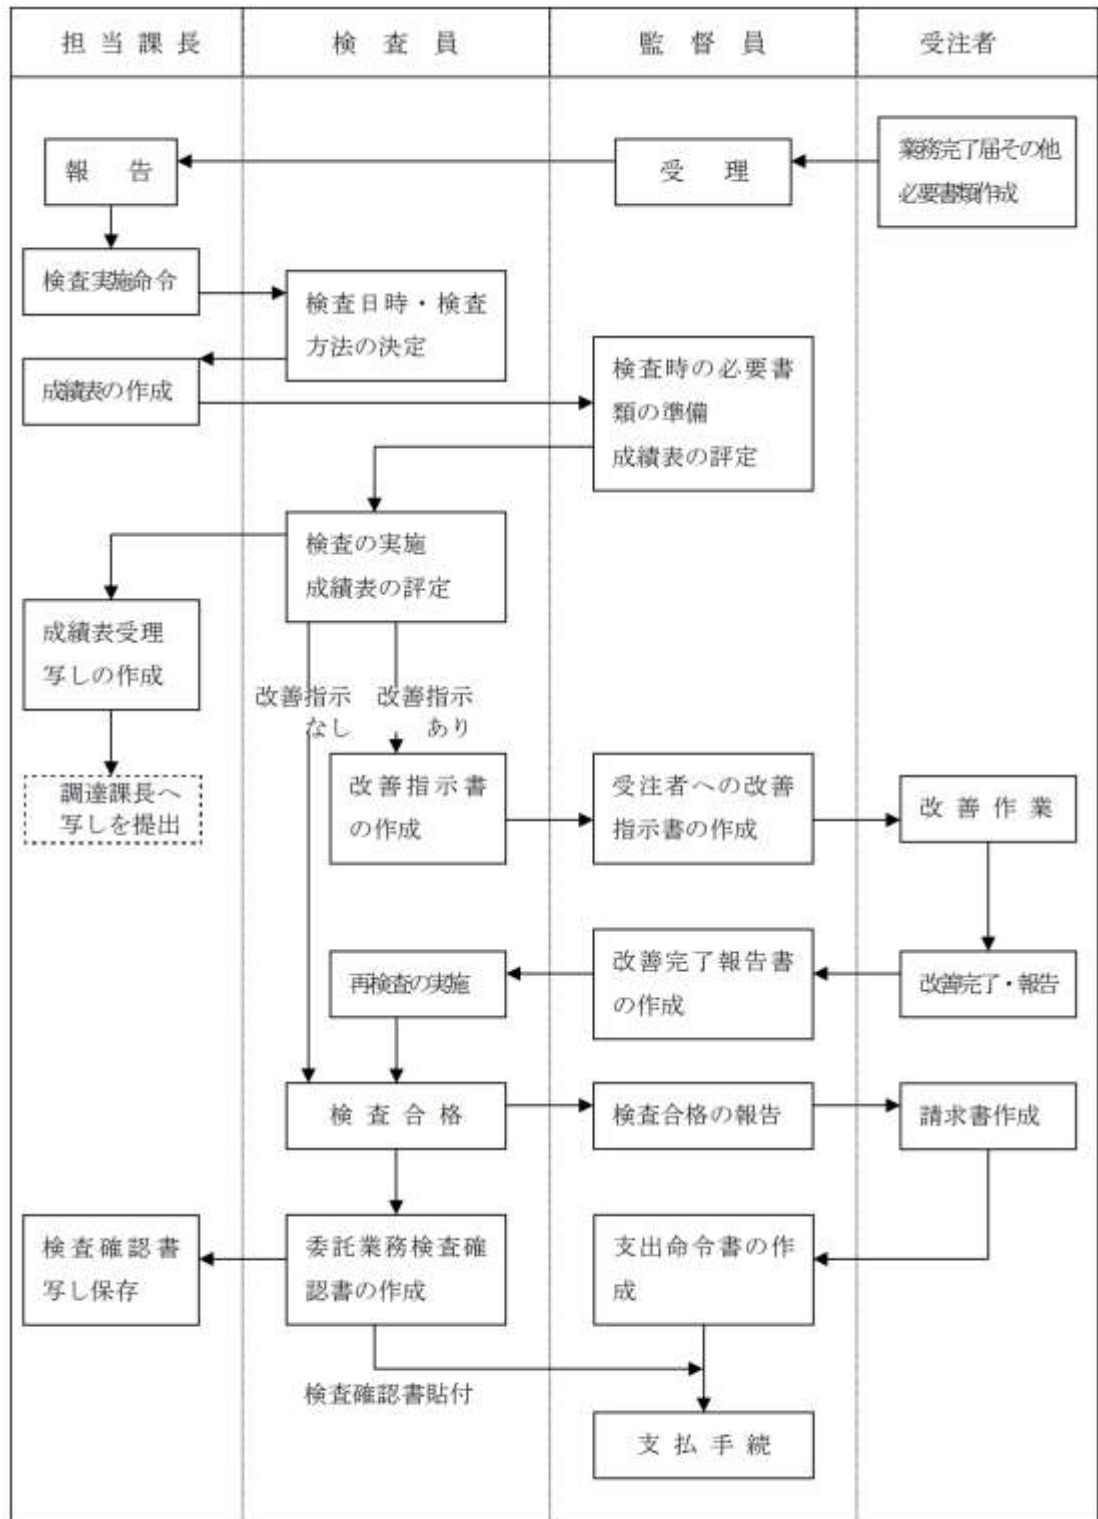 担当課長
検査員
監督員
受注者
報告
受理
業務完了届その他
必要書類作成
検査実施命令
検査日時・検査
方法の決定
成績表の作成
検査時の必要書
類の準備
成績表の評定
検査の実施
成績表の評定
成績表受理
写しの作成
改善指示
なし
改善指示
あり
調達課長へ
写しを提出
改善指示書
の作成
受注者への改善
指示書の作成
改善作業
再検査の実施
改善完了報告書
の作成
改善完了・報告
検査合格
検査合格の報告
請求書作成
検査確認書
写し保存
委託業務検査確
認書の作成
支出命令書の作
成
検査確認書貼付
支払手続